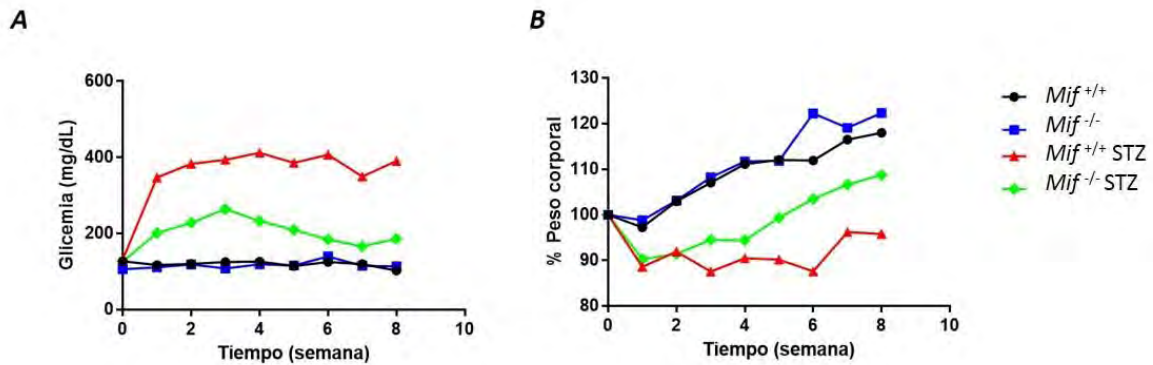 A
B
600
400
200
0
Glicemia (mg/dL)
0 2 4 6 8 10
Tiempo (semana)
130
120
110
100
90
80
% Peso corporal
0 2 4 6 8 10
Tiempo (semana)
Mif +/+
Mif -/-
Mif +/+ STZ
Mif -/- STZ